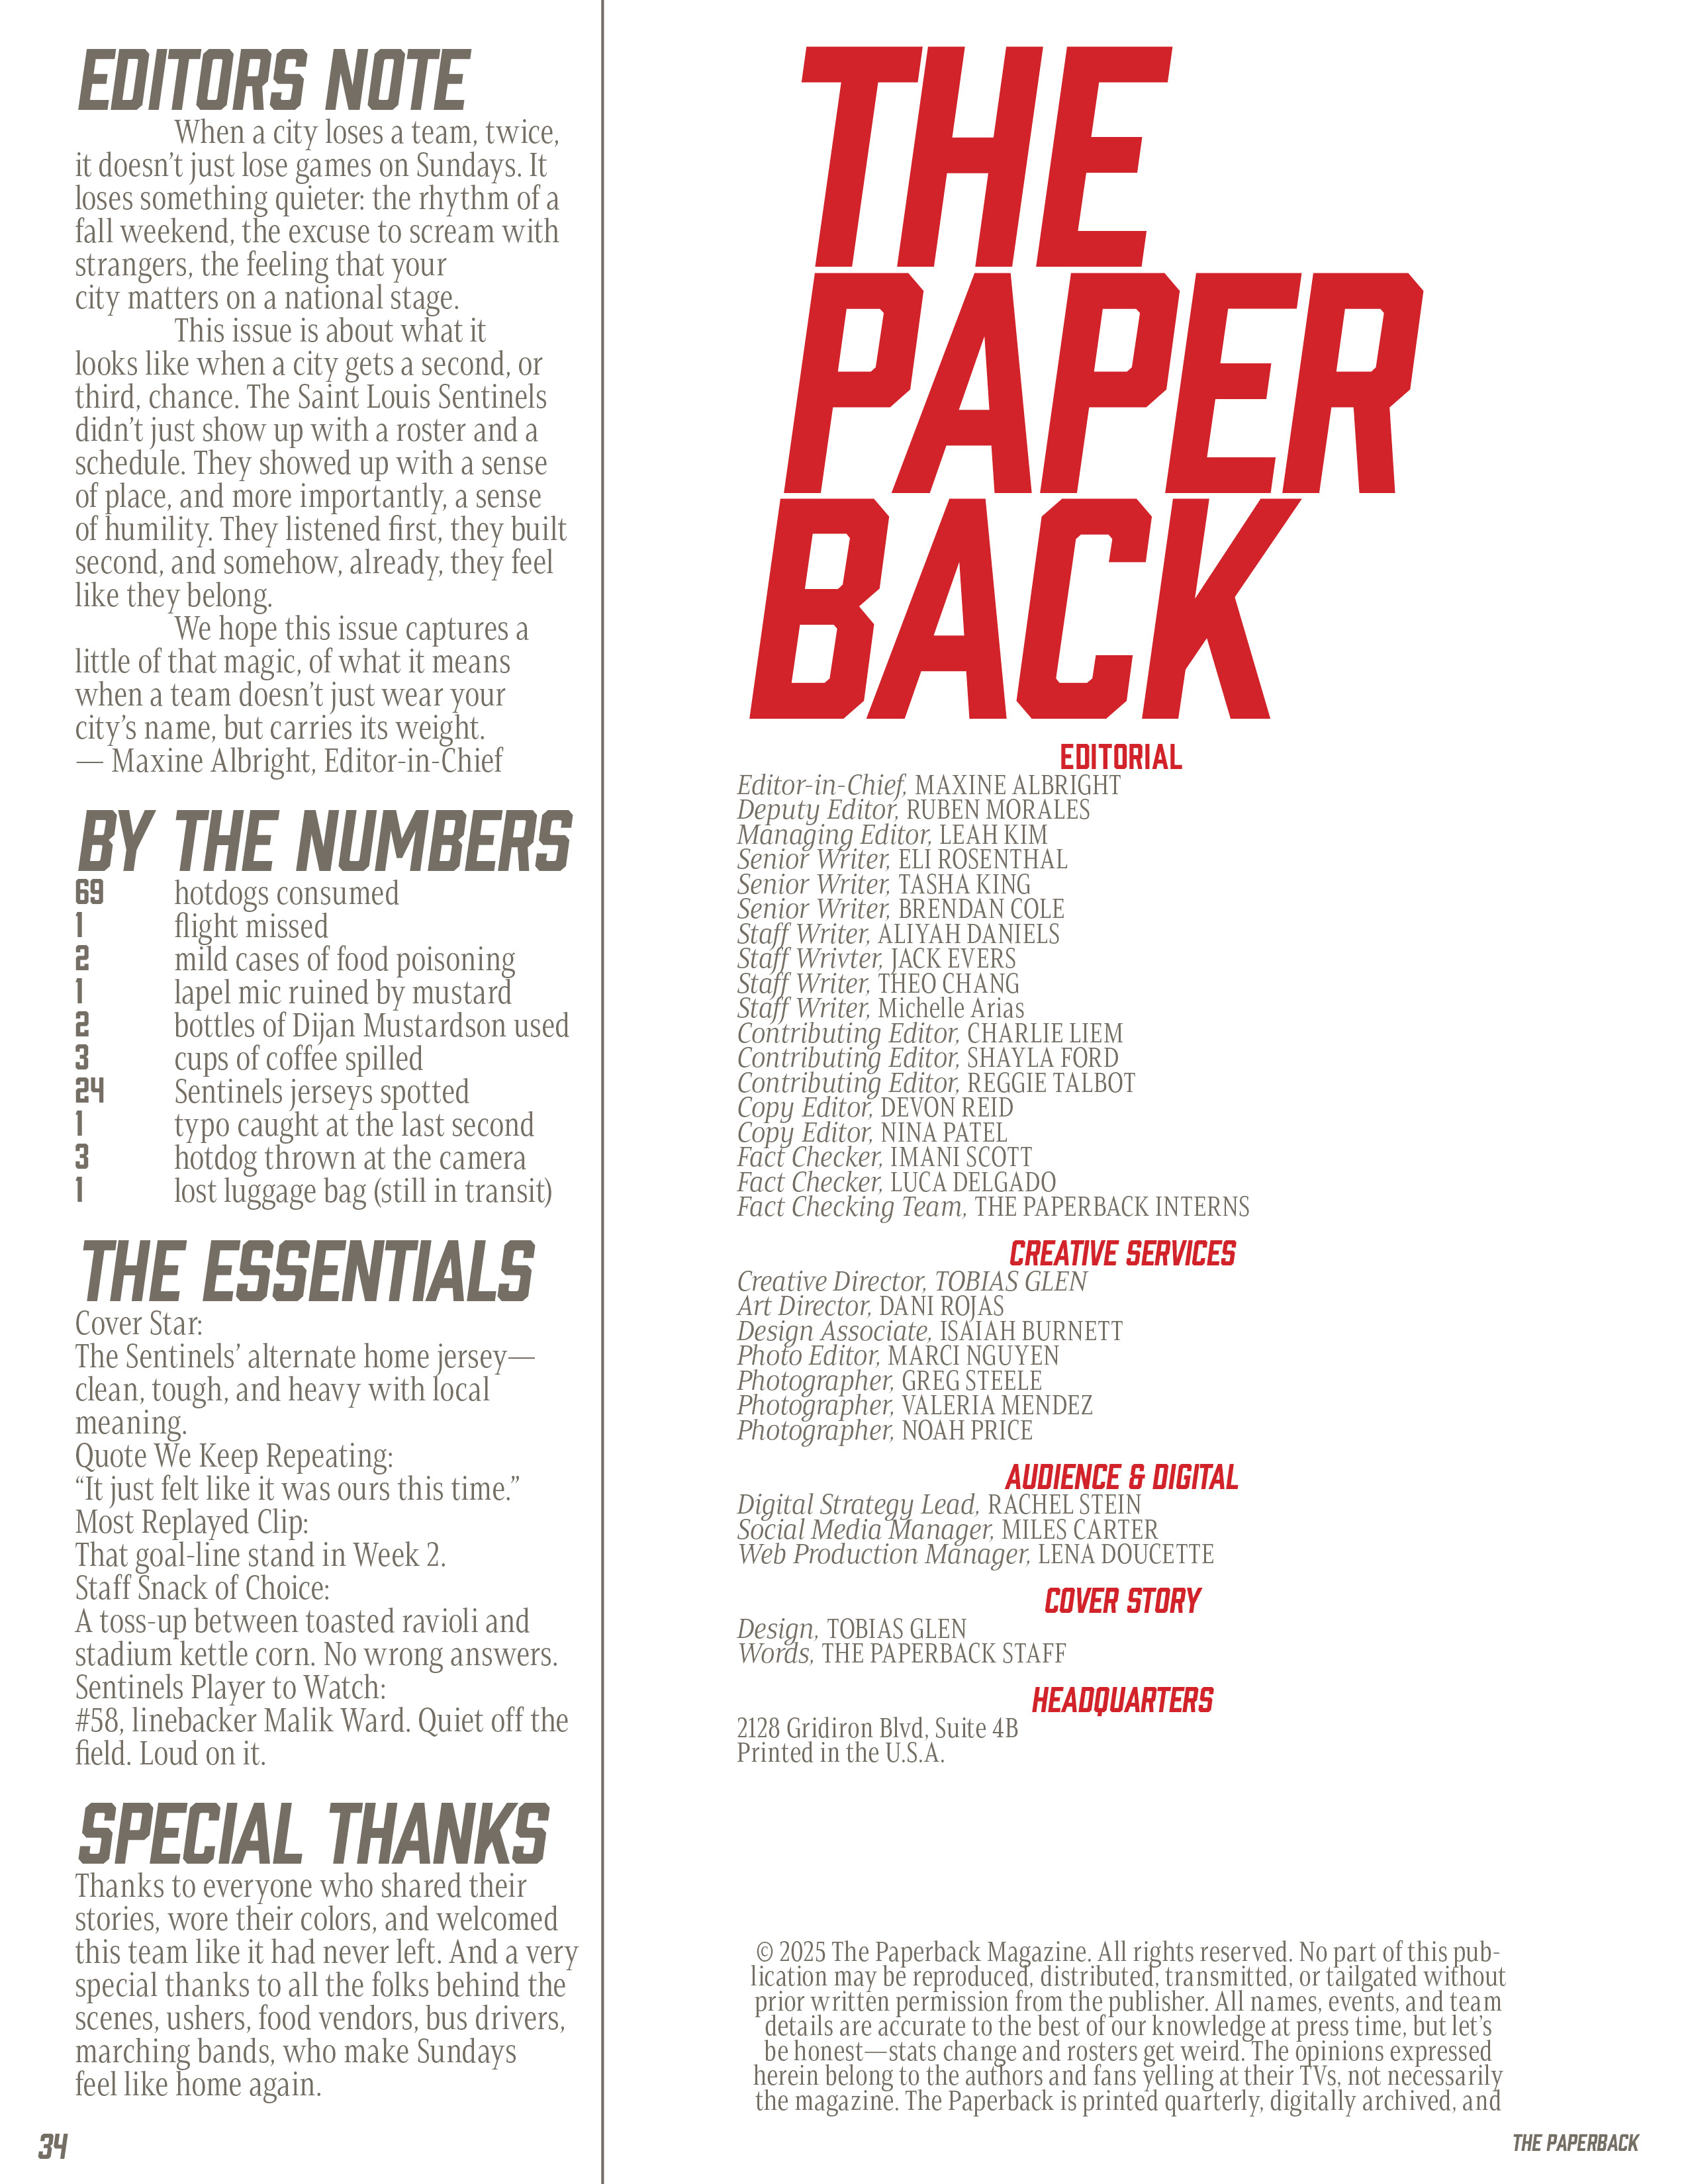 EDITORS NOTE
When a city loses a team, twice,
it doesn’t just lose games on Sundays. It
loses something quieter: the rhythm of a
fall weekend, the excuse to scream with
strangers, the feeling that your
city matters on a national stage.
This issue is about what it
looks like when a city gets a second, or
third, chance. The Saint Louis Sentinels
didn’t just show up with a roster and a
schedule. They showed up with a sense
of place, and more importantly, a sense
of humility. They listened first, they built
second, and somehow, already, they feel
like they belong.
We hope this issue captures a
little of that magic, of what it means
when a team doesn’t just wear your
city’s name, but carries its weight.
— Maxine Albright, Editor-in-Chief
BY THE NUMBERS
69 hotdogs consumed
1 flight missed
2 mild cases of food poisoning
1 lapel mic ruined by mustard
2 bottles of Dijan Mustardson used
3 cups of coffee spilled
24 Sentinels jerseys spotted
1 typo caught at the last second
3 hotdog thrown at the camera
1 lost luggage bag (still in transit)
THE ESSENTIALS
Cover Star:
The Sentinels’ alternate home jersey—
clean, tough, and heavy with local
meaning.
Quote We Keep Repeating:
“It just felt like it was ours this time.”
Most Replayed Clip:
That goal-line stand in Week 2.
Staff Snack of Choice:
A toss-up between toasted ravioli and
stadium kettle corn. No wrong answers.
Sentinels Player to Watch:
#58, linebacker Malik Ward. Quiet off the
field. Loud on it.
SPECIAL THANKS
Thanks to everyone who shared their
stories, wore their colors, and welcomed
this team like it had never left. And a very
special thanks to all the folks behind the
scenes, ushers, food vendors, bus drivers,
marching bands, who make Sundays
feel like home again.
34
THE
PAPER
BACK
EDITORIAL
Editor-in-Chief, MAXINE ALBRIGHT
Deputy Editor, RUBEN MORALES
Managing Editor, LEAH KIM
Senior Writer, ELI ROSENTHAL
Senior Writer, TASHA KING
Senior Writer, BRENDAN COLE
Staff Writer, ALIYAH DANIELS
Staff Wrivter, JACK EVERS
Staff Writer, THEO CHANG
Staff Writer, Michelle Arias
Contributing Editor, CHARLIE LIEM
Contributing Editor, SHAYLA FORD
Contributing Editor, REGGIE TALBOT
Copy Editor, DEVON REID
Copy Editor, NINA PATEL
Fact Checker, IMANI SCOTT
Fact Checker, LUCA DELGADO
Fact Checking Team, THE PAPERBACK INTERNS
CREATIVE SERVICES
Creative Director, TOBIAS GLEN
Art Director, DANI ROJAS
Design Associate, ISAIAH BURNETT
Photo Editor, MARCI NGUYEN
Photographer, GREG STEELE
Photographer, VALERIA MENDEZ
Photographer, NOAH PRICE
AUDIENCE & DIGITAL
Digital Strategy Lead, RACHEL STEIN
Social Media Manager, MILES CARTER
Web Production Manager, LENA DOUCETTE
COVER STORY
Design, TOBIAS GLEN
Words, THE PAPERBACK STAFF
HEADQUARTERS
2128 Gridiron Blvd, Suite 4B
Printed in the U.S.A.
© 2025 The Paperback Magazine. All rights reserved. No part of this pub-
lication may be reproduced, distributed, transmitted, or tailgated without
prior written permission from the publisher. All names, events, and team
details are accurate to the best of our knowledge at press time, but let’s
be honest—stats change and rosters get weird. The opinions expressed
herein belong to the authors and fans yelling at their TVs, not necessarily
the magazine. The Paperback is printed quarterly, digitally archived, and
THE PAPERBACK